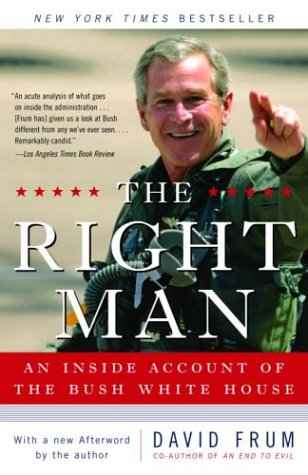 NEW YORK TIMES BESTSELLER
"An acute analysis of what goes
on inside the administration . . .
[Frum has] given us a look at Bush
different from any we've ever seen. . . .
Remarkably candid."
—Los Angeles Times Book Review
THE
RIGHT
MAN
AN INSIDE ACCOUNT OF
THE BUSH WHITE HOUSE
With a new Afterword
by the author
DAVID FRUM
CO-AUTHOR OF AN END TO EVIL